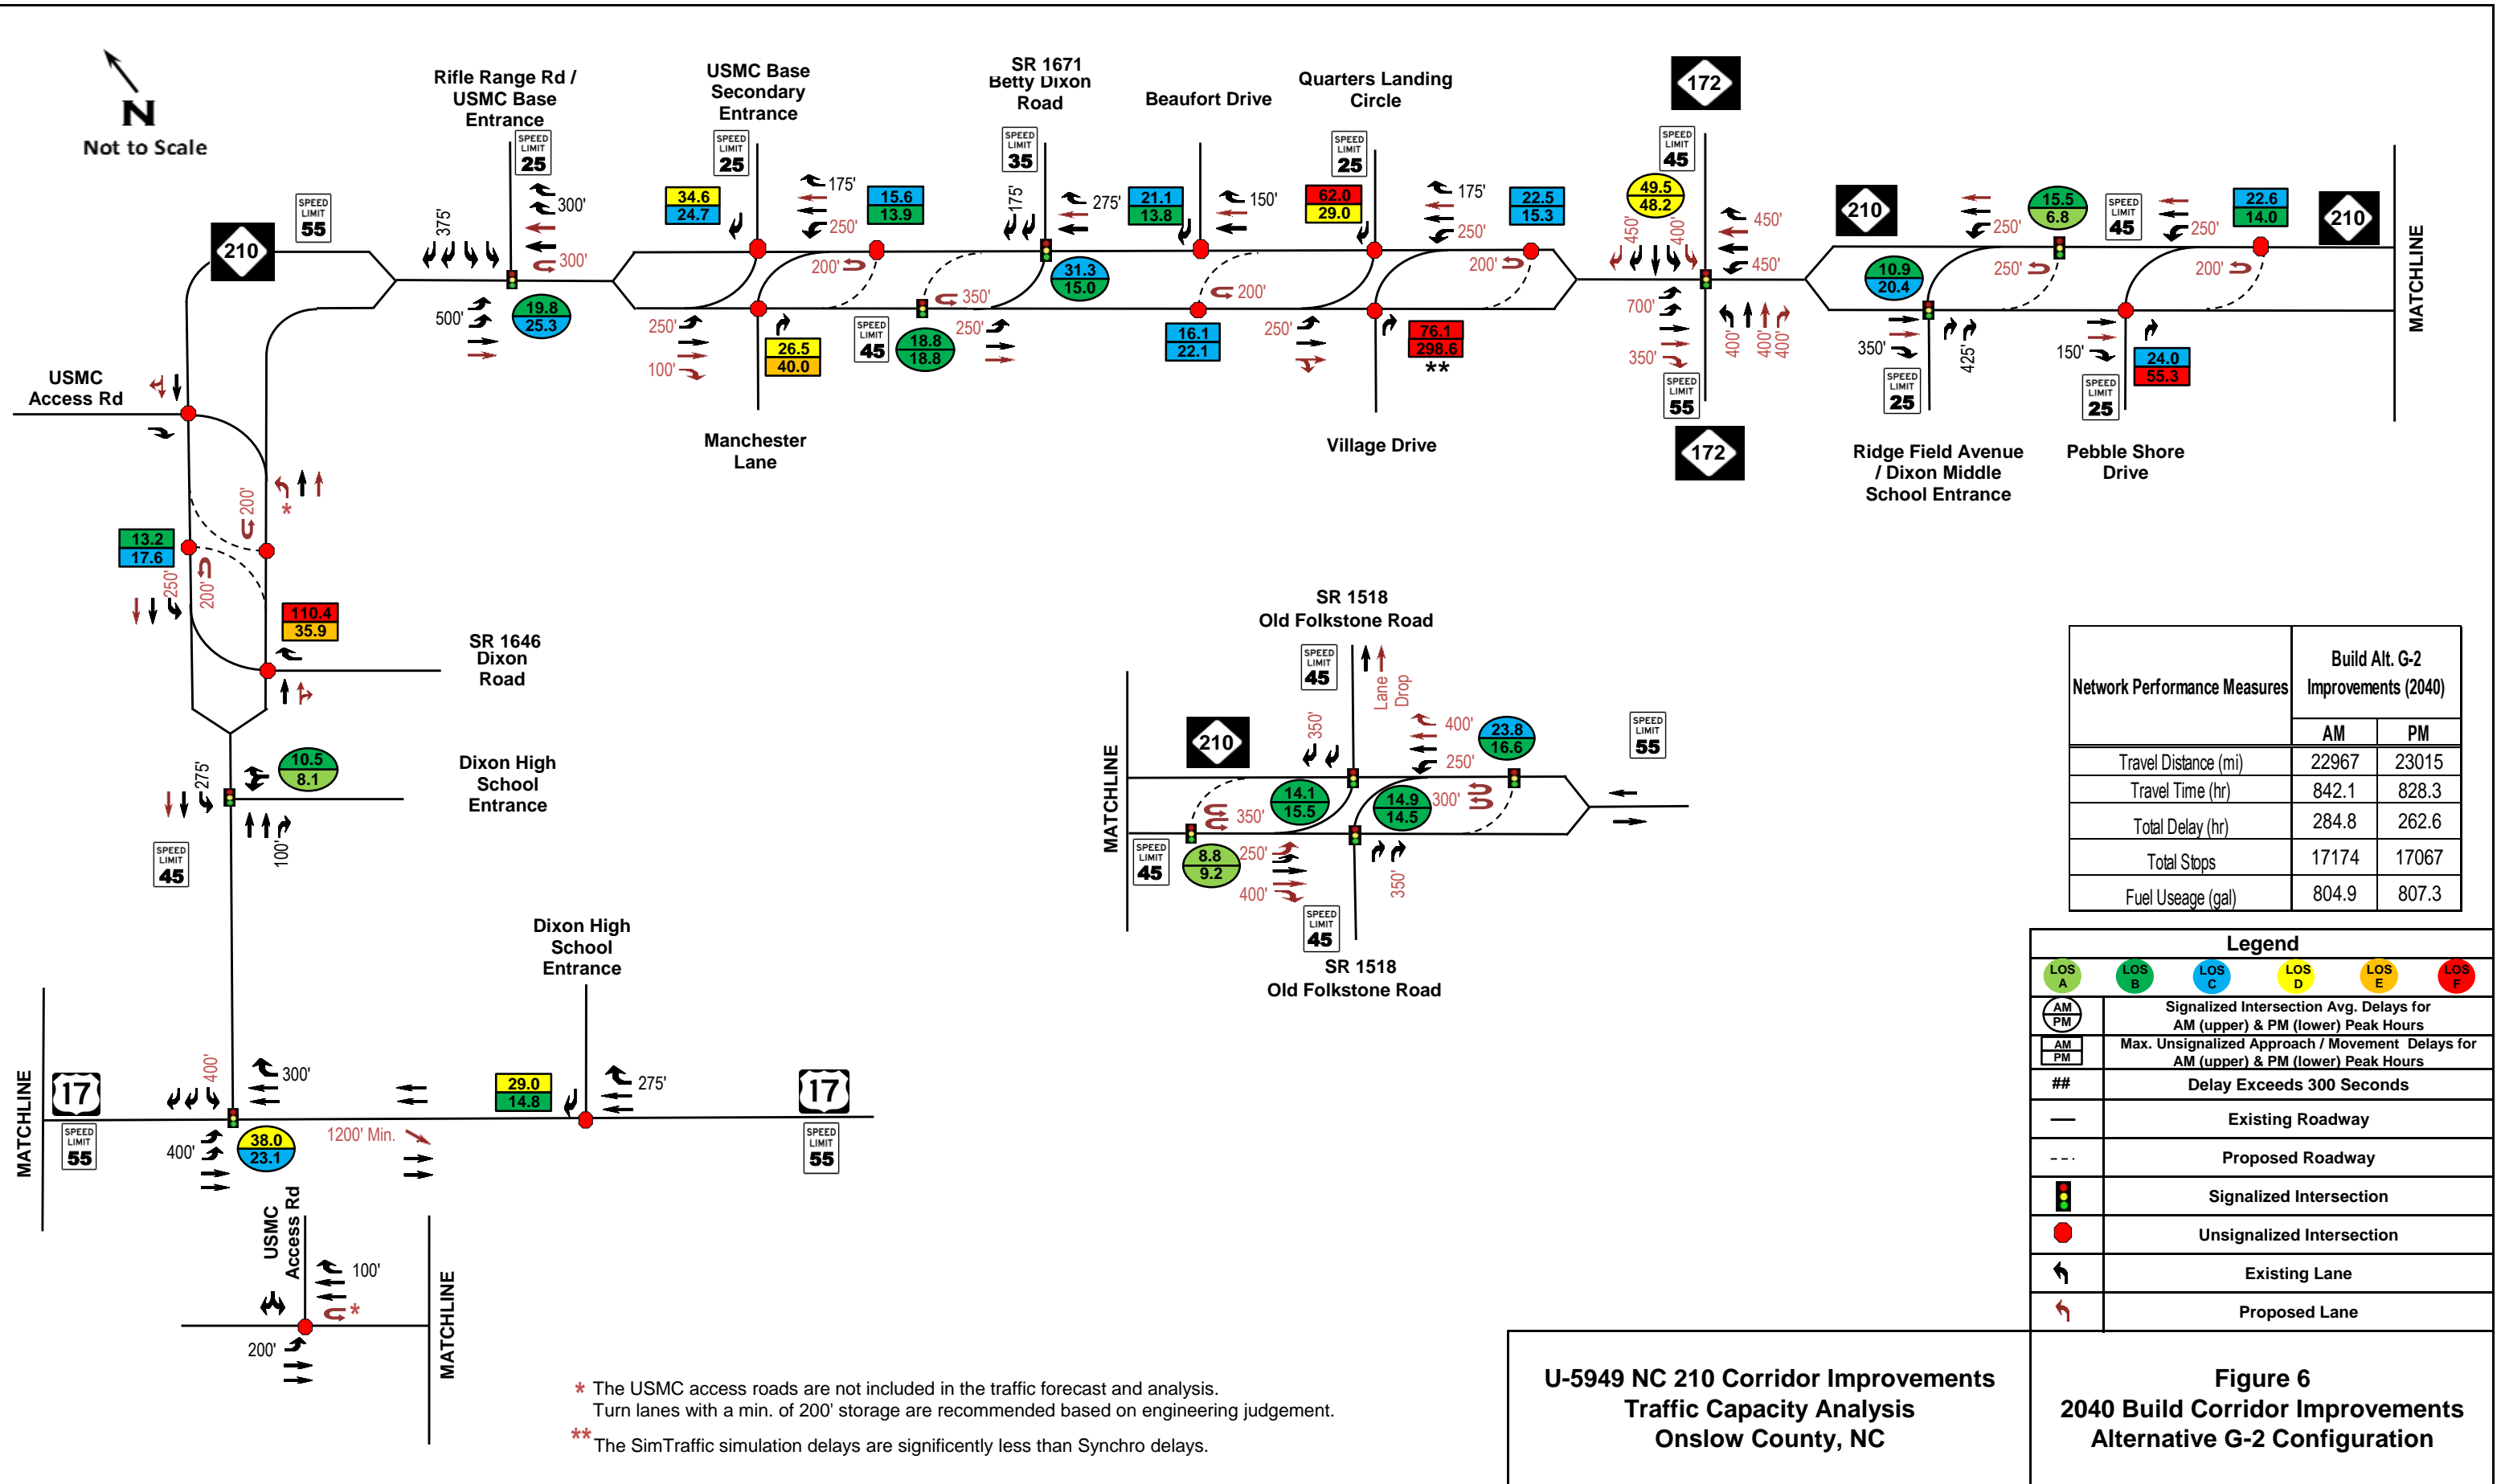 N
Not to Scale
Rifle Range Rd /
USMC Base
Entrance
SPEED
LIMIT
25
USMC Base
Secondary
Entrance
SPEED
LIMIT
25
SR 1671
Betty Dixon
Road
SPEED
LIMIT
35
Beaufort Drive
Quarters Landing
Circle
SPEED
LIMIT
25
172
SPEED
LIMIT
45
210
SPEED
LIMIT
55
375'
300'
300'
500'
19.8
25.3
34.6
24.7
175'
250'
15.6
13.9
200'
250'
100'
26.5
40.0
Manchester
Lane
SPEED
LIMIT
45
18.8
18.8
350'
250'
175'
275'
31.3
15.0
21.1
13.8
150'
200'
16.1
22.1
62.0
29.0
175'
250'
22.5
15.3
200'
250'
76.1
298.6
**
Village Drive
49.5
48.2
450'
400'
450'
450'
700'
350'
400'
400'
400'
SPEED
LIMIT
55
172
210
250'
15.5
6.8
250'
10.9
20.4
350'
425'
SPEED
LIMIT
25
Ridge Field Avenue
/ Dixon Middle
School Entrance
SPEED
LIMIT
45
250'
22.6
14.0
200'
150'
24.0
55.3
SPEED
LIMIT
25
Pebble Shore
Drive
210
MATCHLINE
USMC
Access Rd
200'
*
13.2
17.6
250'
200'
110.4
35.9
SR 1646
Dixon
Road
10.5
8.1
275'
100'
Dixon High
School
Entrance
SPEED
LIMIT
45
MATCHLINE
SR 1518
Old Folkstone Road
SPEED
LIMIT
45
Lane
Drop
210
350'
400'
250'
23.8
16.6
SPEED
LIMIT
55
14.1
15.5
14.9
14.5
300'
350'
SPEED
LIMIT
45
8.8
9.2
250'
400'
350'
SPEED
LIMIT
45
SR 1518
Old Folkstone Road
Network Performance Measures
Build Alt. G-2
Improvements (2040)
AM PM
Travel Distance (mi) 22967 23015
Travel Time (hr) 842.1 828.3
Total Delay (hr) 284.8 262.6
Total Stops 17174 17067
Fuel Useage (gal) 804.9 807.3
MATCHLINE
17
SPEED
LIMIT
55
400'
300'
400'
38.0
23.1
1200' Min.
Dixon High
School
Entrance
29.0
14.8
275'
17
SPEED
LIMIT
55
USMC
Access Rd
100'
*
200'
MATCHLINE
Legend
LOS
A
LOS
B
LOS
C
LOS
D
LOS
E
LOS
F
AM
PM
Signalized Intersection Avg. Delays for
AM (upper) & PM (lower) Peak Hours
AM
PM
Max. Unsignalized Approach / Movement Delays for
AM (upper) & PM (lower) Peak Hours
## Delay Exceeds 300 Seconds
Existing Roadway
Proposed Roadway
Signalized Intersection
Unsignalized Intersection
Existing Lane
Proposed Lane
* The USMC access roads are not included in the traffic forecast and analysis.
Turn lanes with a min. of 200' storage are recommended based on engineering judgement.
** The SimTraffic simulation delays are significantly less than Synchro delays.
U-5949 NC 210 Corridor Improvements
Traffic Capacity Analysis
Onslow County, NC
Figure 6
2040 Build Corridor Improvements
Alternative G-2 Configuration